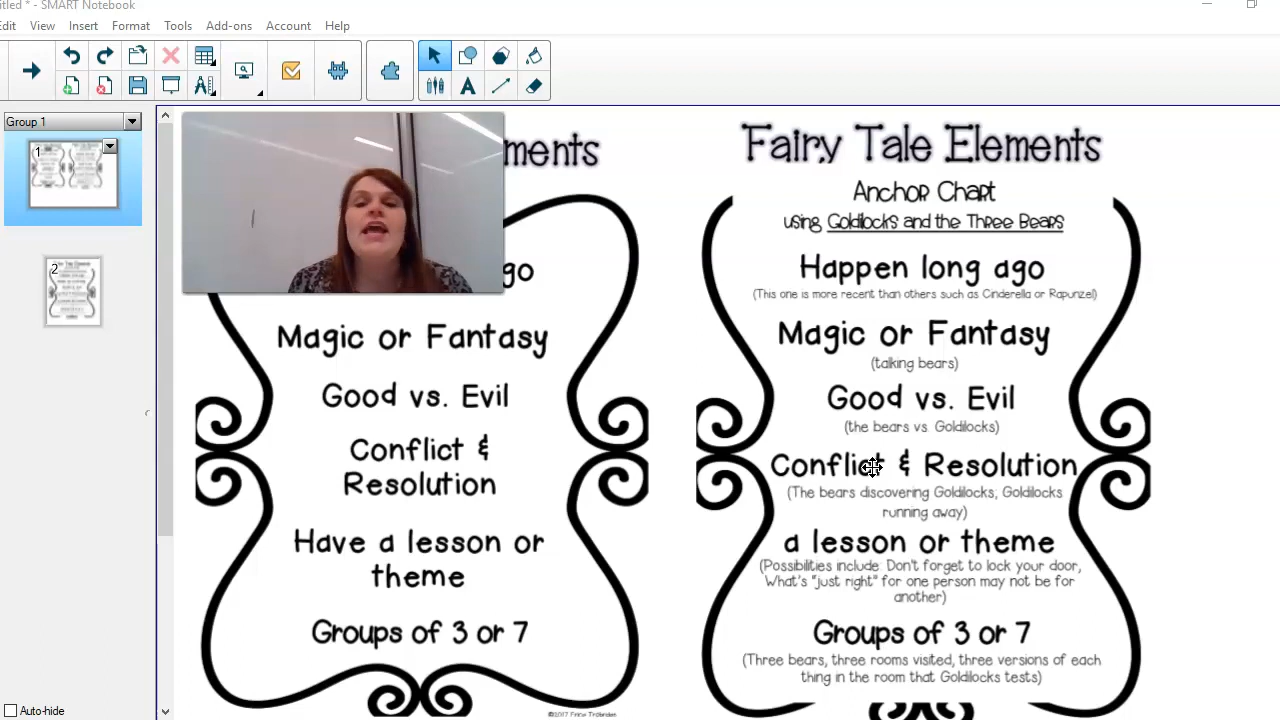 ntitled * - SMART Notebook
Edit View Insert Format Tools Add-ons Account Help
Group 1
1
2
Auto-hide
ments
go
Magic or Fantasy
Good vs. Evil
Conflict &
Resolution
Have a lesson or
theme
Groups of 3 or 7
Fairy Tale Elements
Anchor Chart
using Goldilocks and the Three Bears
Happen long ago
(This one is more recent than others such as Cinderella or Rapunzel)
Magic or Fantasy
(talking bears)
Good vs. Evil
(the bears vs. Goldilocks)
Conflict & Resolution
(The bears discovering Goldilocks; Goldilocks
running away)
a lesson or theme
(Possibilities include: Don't forget to lock your door,
What's "just right" for one person may not be for
another)
Groups of 3 or 7
(Three bears, three rooms visited, three versions of each
thing in the room that Goldilocks tests)